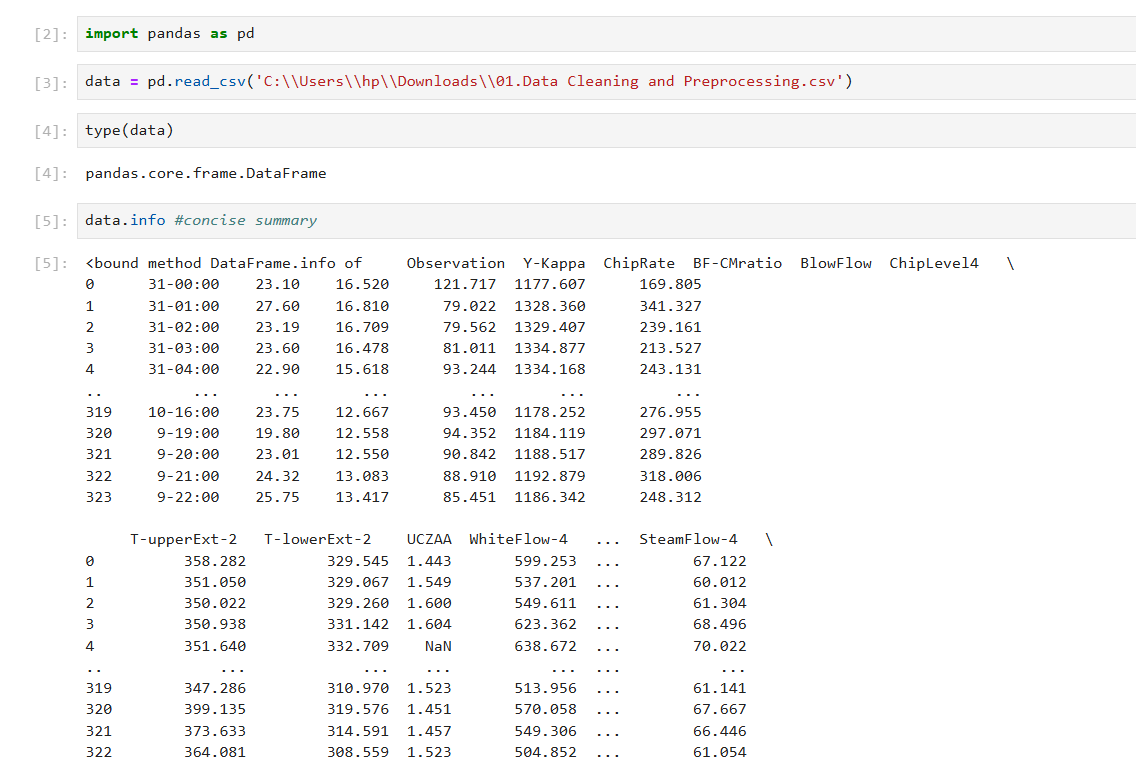 [2]: import pandas as pd
[3]: data = pd.read_csv('C:\\Users\\hp\\Downloads\\01.Data Cleaning and Preprocessing.csv')
[4]: type(data)
[4]: pandas.core.frame.DataFrame
[5]: data.info #concise summary
[5]: <bound method DataFrame.info of     Observation  Y-Kappa  ChipRate  BF-CMratio  BlowFlow  ChipLevel4   \
0      31-00:00    23.10    16.520     121.717  1177.607      169.805
1      31-01:00    27.60    16.810      79.022  1328.360      341.327
2      31-02:00    23.19    16.709      79.562  1329.407      239.161
3      31-03:00    23.60    16.478      81.011  1334.877      213.527
4      31-04:00    22.90    15.618      93.244  1334.168      243.131
..          ...      ...       ...         ...       ...          ...
319    10-16:00    23.75    12.667      93.450  1178.252      276.955
320     9-19:00    19.80    12.558      94.352  1184.119      297.071
321     9-20:00    23.01    12.550      90.842  1188.517      289.826
322     9-21:00    24.32    13.083      88.910  1192.879      318.006
323     9-22:00    25.75    13.417      85.451  1186.342      248.312
T-upperExt-2   T-lowerExt-2    UCZAA  WhiteFlow-4   ...  SteamFlow-4   \
0          358.282         329.545  1.443       599.253  ...        67.122
1          351.050         329.067  1.549       537.201  ...        60.012
2          350.022         329.260  1.600       549.611  ...        61.304
3          350.938         331.142  1.604       623.362  ...        68.496
4          351.640         332.709    NaN       638.672  ...        70.022
..             ...             ...    ...           ...  ...           ...
319        347.286         310.970  1.523       513.956  ...        61.141
320        399.135         319.576  1.451       570.058  ...        67.667
321        373.633         314.591  1.457       549.306  ...        66.446
322        364.081         308.559  1.523       504.852  ...        61.054